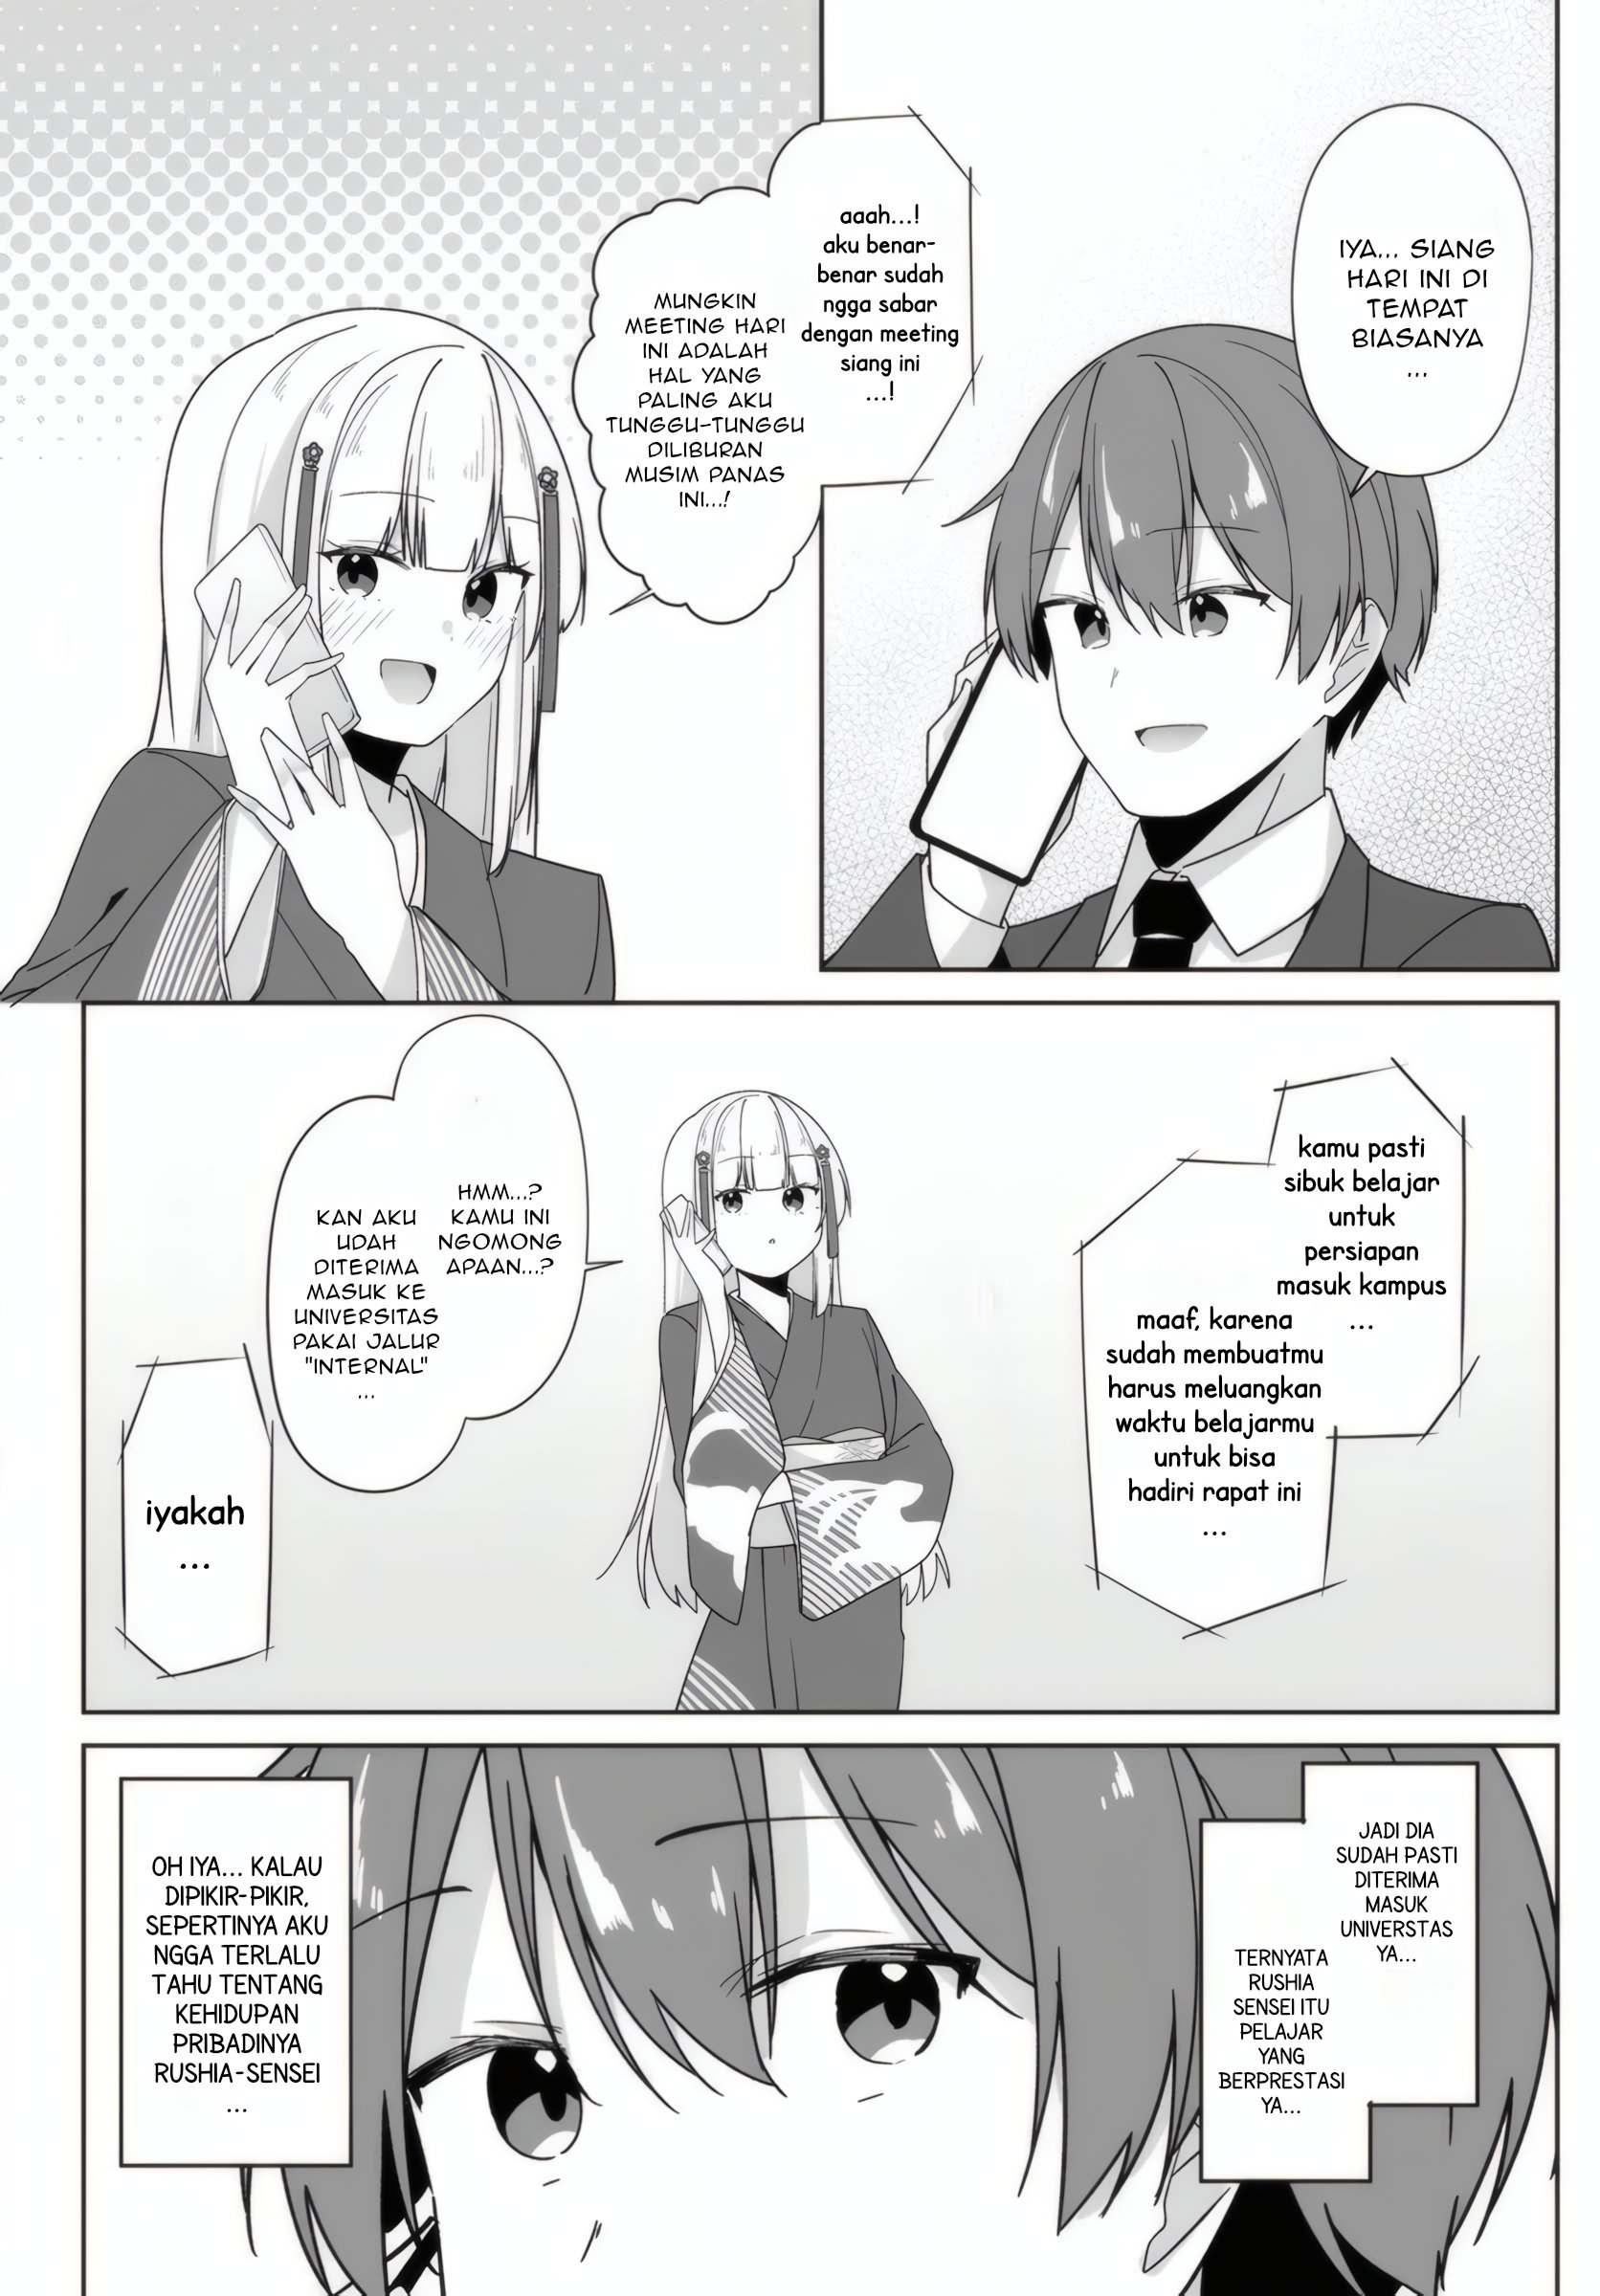 IYA... SIANG
HARI INI DI
TEMPAT
BIASANYA
...
aaah...!
aku benar-
benar sudah
ngga sabar
dengan meeting
siang ini
...!
MUNGKIN
MEETING HARI
INI ADALAH
HAL YANG
PALING AKU
TUNGGU-TUNGGU
DILIBURAN
MUSIM PANAS
INI...!
kamu pasti
sibuk belajar
untuk
persiapan
masuk kampus
...
maaf, karena
sudah membuatmu
harus meluangkan
waktu belajarmu
untuk bisa
hadiri rapat ini
...
HMM...?
KAMU INI
NGOMONG
APAAN...?
KAN AKU
UDAH
DITERIMA
MASUK KE
UNIVERSITAS
PAKAI JALUR
"INTERNAL"
...
iyakah
...
JADI DIA
SUDAH PASTI
DITERIMA
MASUK
UNIVERSTAS
YA...
TERNYATA
RUSHIA
SENSEI ITU
PELAJAR
YANG
BERPRESTASI
YA...
OH IYA... KALAU
DIPIKIR-PIKIR,
SEPERTINYA AKU
NGGA TERLALU
TAHU TENTANG
KEHIDUPAN
PRIBADINYA
RUSHIA-SENSEI
...